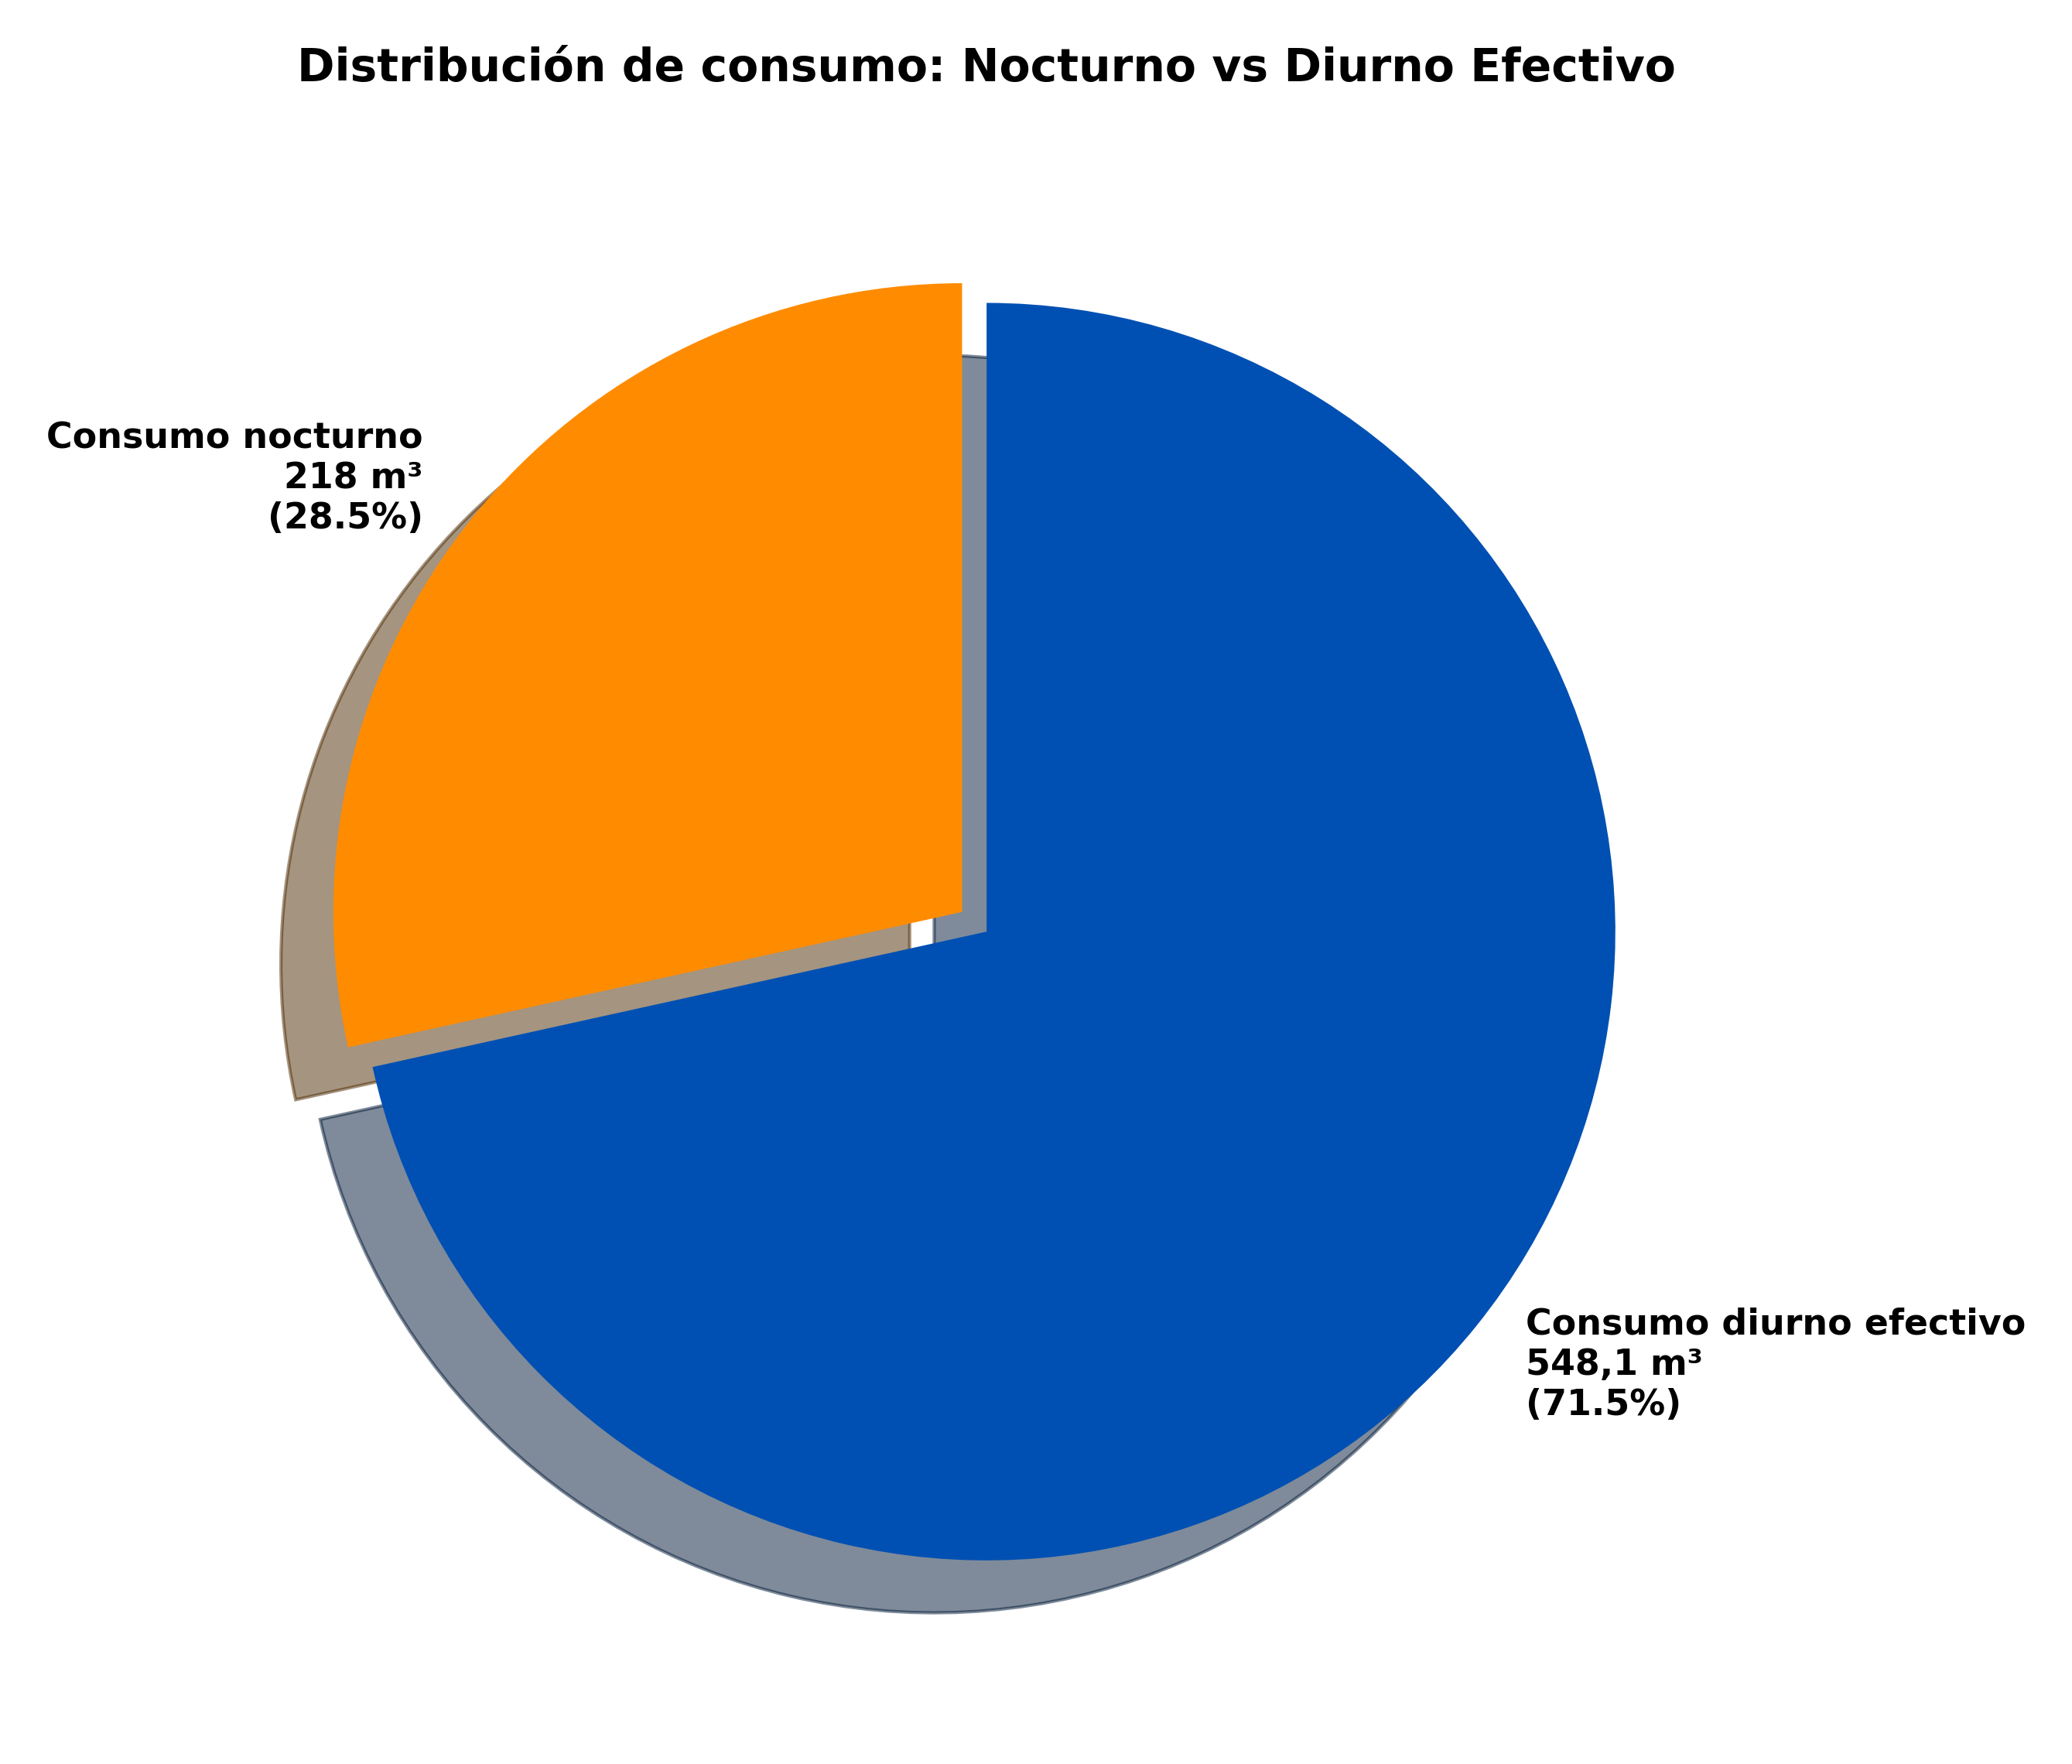 Distribución de consumo: Nocturno vs Diurno Efectivo
Consumo nocturno
218 m³
(28.5%)
Consumo diurno efectivo
548,1 m³
(71.5%)